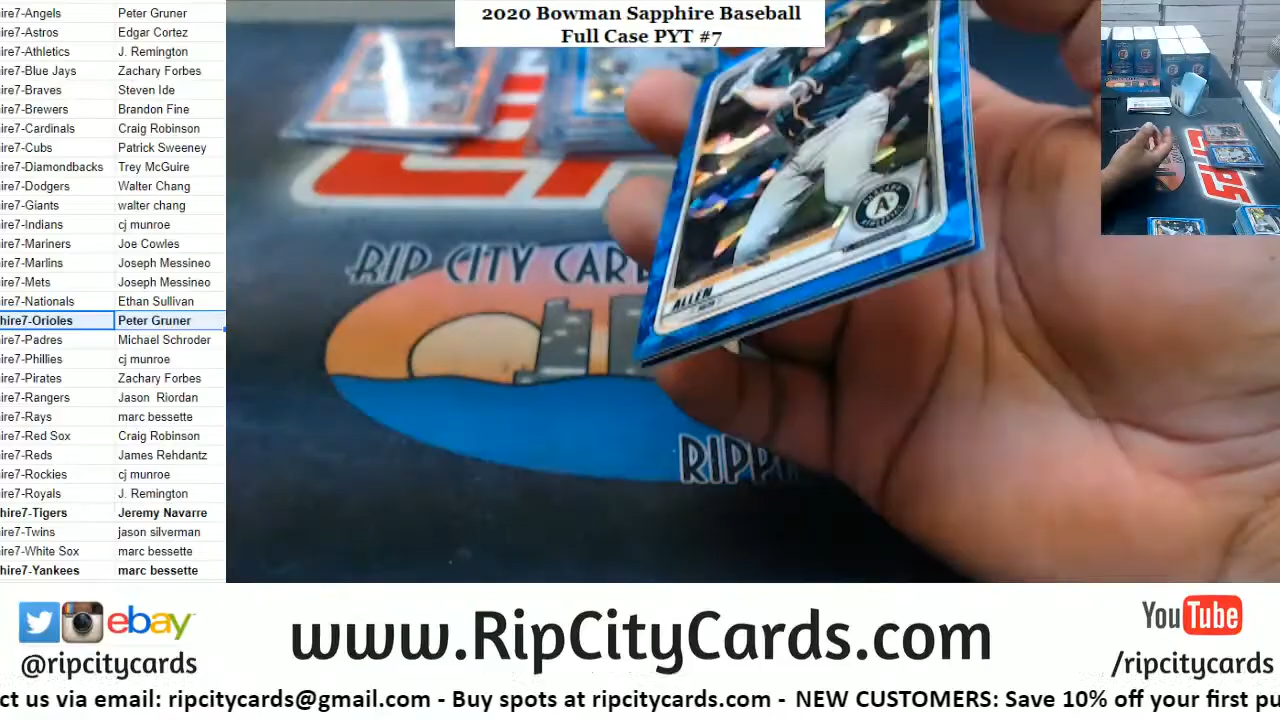 2020 Bowman Sapphire Baseball
Full Case PYT #7
ire7-Angels Peter Gruner
ire7-Astros Edgar Cortez
ire7-Athletics J. Remington
ire7-Blue Jays Zachary Forbes
ire7-Braves Steven Ide
ire7-Brewers Brandon Fine
ire7-Cardinals Craig Robinson
ire7-Cubs Patrick Sweeney
ire7-Diamondbacks Trey McGuire
ire7-Dodgers Walter Chang
ire7-Giants walter chang
ire7-Indians cj munroe
ire7-Mariners Joe Cowles
ire7-Marlins Joseph Messineo
ire7-Mets Joseph Messineo
ire7-Nationals Ethan Sullivan
hire7-Orioles Peter Gruner
ire7-Padres Michael Schroder
ire7-Phillies cj munroe
ire7-Pirates Zachary Forbes
ire7-Rangers Jason Riordan
ire7-Rays marc bessette
ire7-Red Sox Craig Robinson
ire7-Reds James Rehdantz
ire7-Rockies cj munroe
ire7-Royals J. Remington
hire7-Tigers Jeremy Navarre
ire7-Twins jason silverman
ire7-White Sox marc bessette
hire7-Yankees marc bessette
RIP CITY CAR
RIPP
ALLEN
A
ebay
@ripcitycards
www.RipCityCards.com
YouTube
/ripcitycards
ct us via email: ripcitycards@gmail.com - Buy spots at ripcitycards.com - NEW CUSTOMERS: Save 10% off your first pu